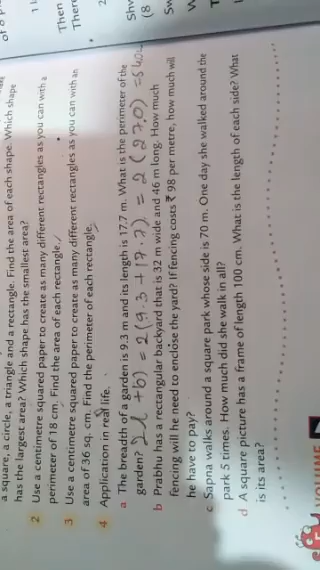 a square, a circle, a triangle and a rectangle. Find the area of each shape. Which shape
has the largest area? Which shape has the smallest area?
2 Use a centimetre squared paper to create as many different rectangles as you can with a
perimeter of 18 cm. Find the area of each rectangle.
3 Use a centimetre squared paper to create as many different rectangles as you can with an
area of 36 sq. cm. Find the perimeter of each rectangle.
4 Application in real life.
a The breadth of a garden is 9.3 m and its length is 17.7 m. What is the perimeter of the
garden? 2(l + b) = 2(9.3 + 17.7) = 2(27.0) =
b Prabhu has a rectangular backyard that is 32 m wide and 46 m long. How much
fencing will he need to enclose the yard? If fencing costs ₹ 98 per metre, how much will
he have to pay?
c Sapna walks around a square park whose side is 70 m. One day she walked around the
park 5 times. How much did she walk in all?
d A square picture has a frame of length 100 cm. What is the length of each side? What
is its area?
Then
(8